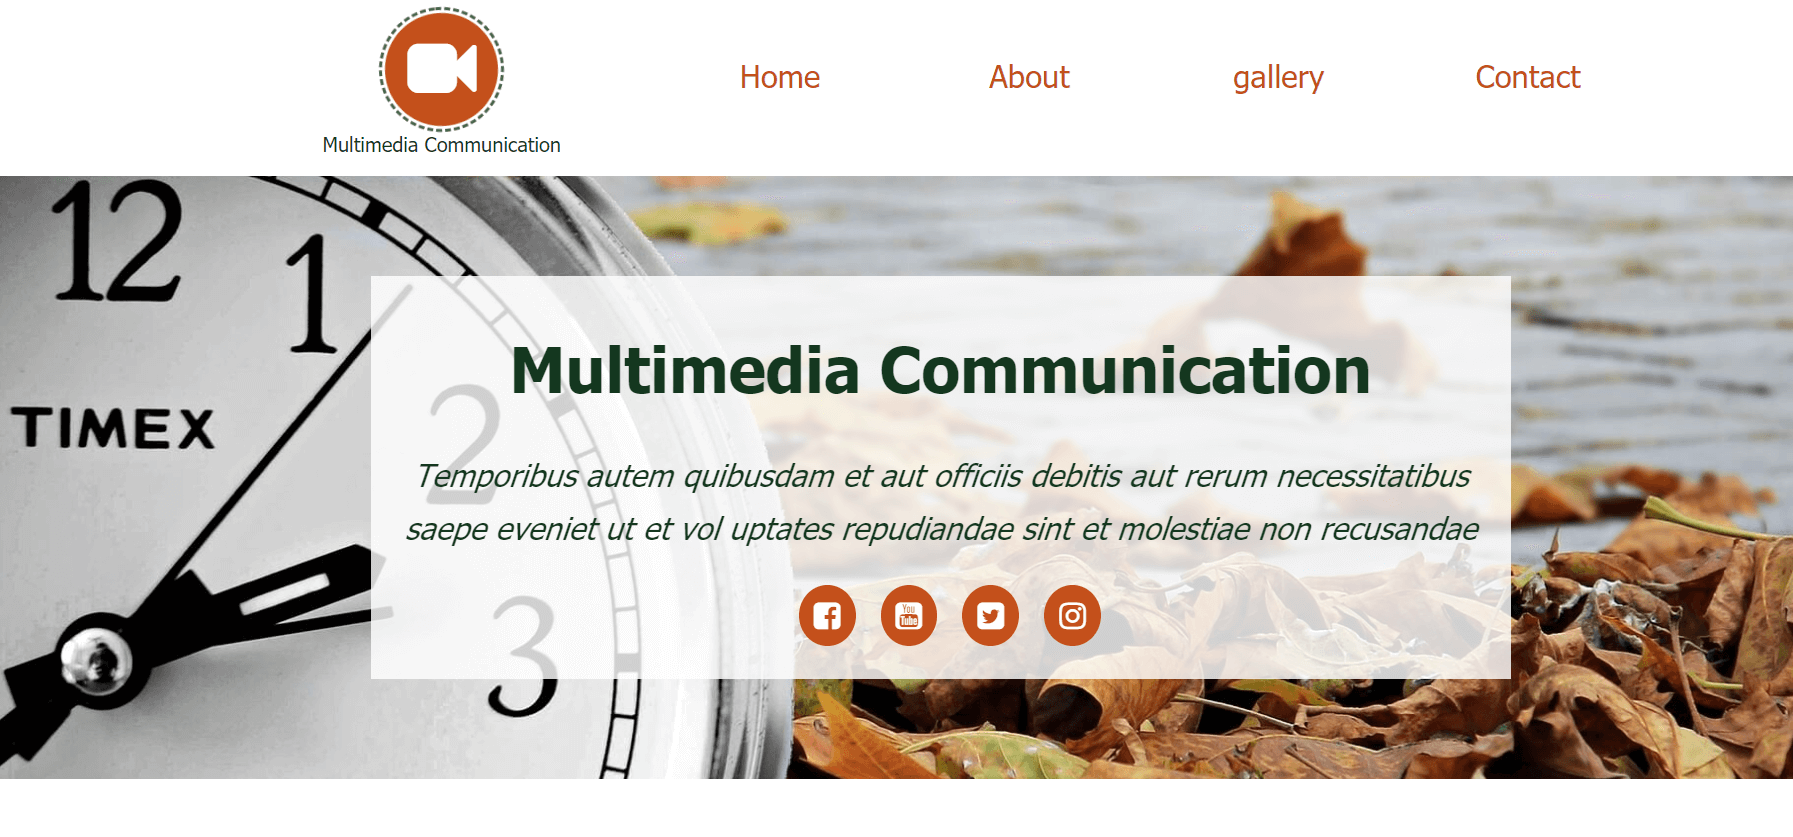 Multimedia Communication
Home
About
gallery
Contact
12
1
TIMEX
2
3
Multimedia Communication
Temporibus autem quibusdam et aut officiis debitis aut rerum necessitatibus
saepe eveniet ut et vol uptates repudiandae sint et molestiae non recusandae
You
Tube